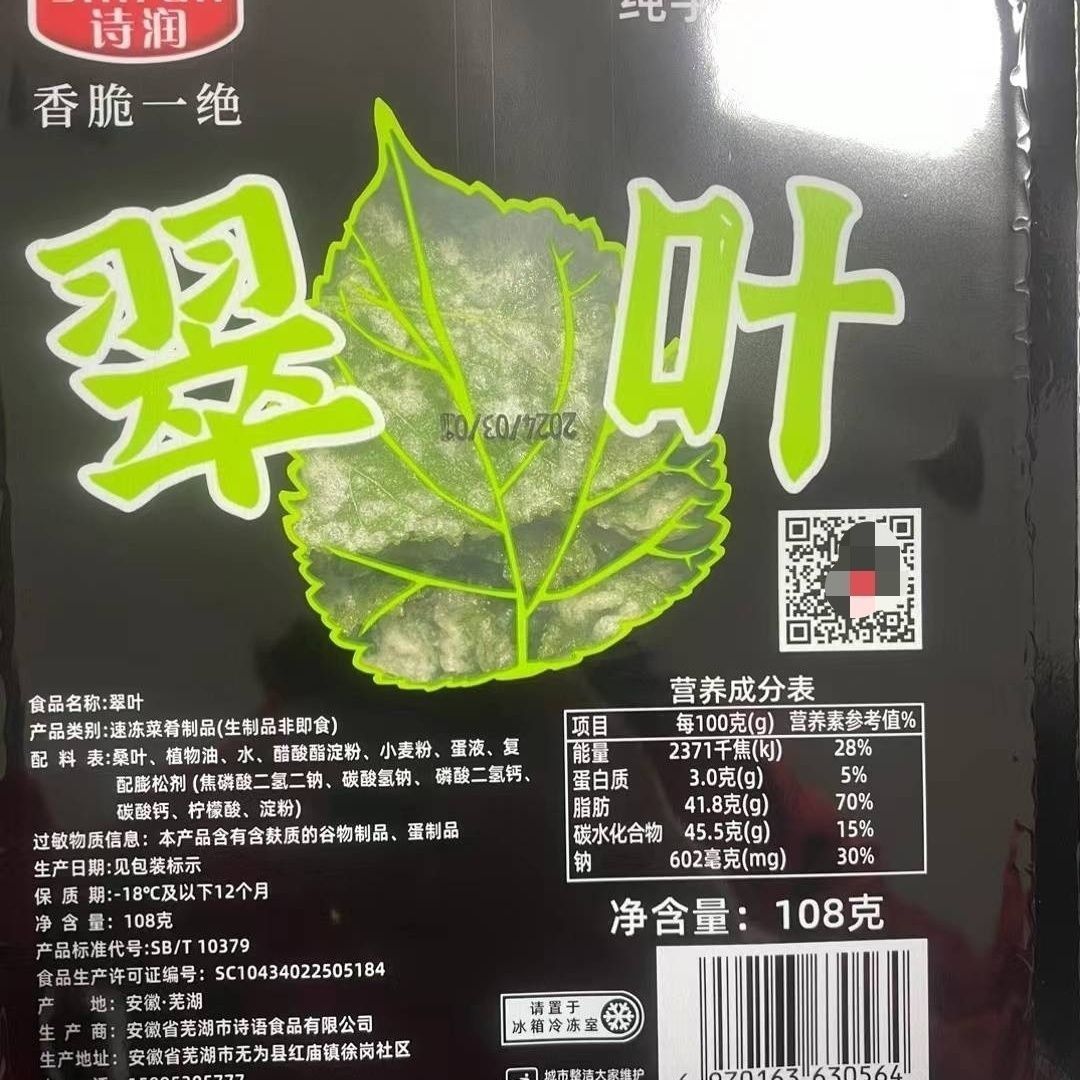 诗润
香脆一绝
翠叶
2024/03/01
食品名称:翠叶
产品类别:速冻菜肴制品(生制品非即食)
配 料 表:桑叶、植物油、水、醋酸酯淀粉、小麦粉、蛋液、复
配膨松剂 (焦磷酸二氢二钠、碳酸氢钠、磷酸二氢钙、
碳酸钙、柠檬酸、淀粉)
过敏物质信息：本产品含有含麸质的谷物制品、蛋制品
生产日期:见包装标示
保 质 期:-18℃及以下12个月
净 含 量：108克
产品标准代号:SB/T 10379
食品生产许可证编号：SC10434022505184
产 地：安徽·芜湖
生 产 商：安徽省芜湖市诗语食品有限公司
生产地址：安徽省芜湖市无为县红庙镇徐岗社区
营养成分表
项目 每100克(g) 营养素参考值%
能量 2371千焦(kJ) 28%
蛋白质 3.0克(g) 5%
脂肪 41.8克(g) 70%
碳水化合物 45.5克(g) 15%
钠 602毫克(mg) 30%
净含量：108克
请置于
冰箱冷冻室
城市整洁大家维护
970163 630564